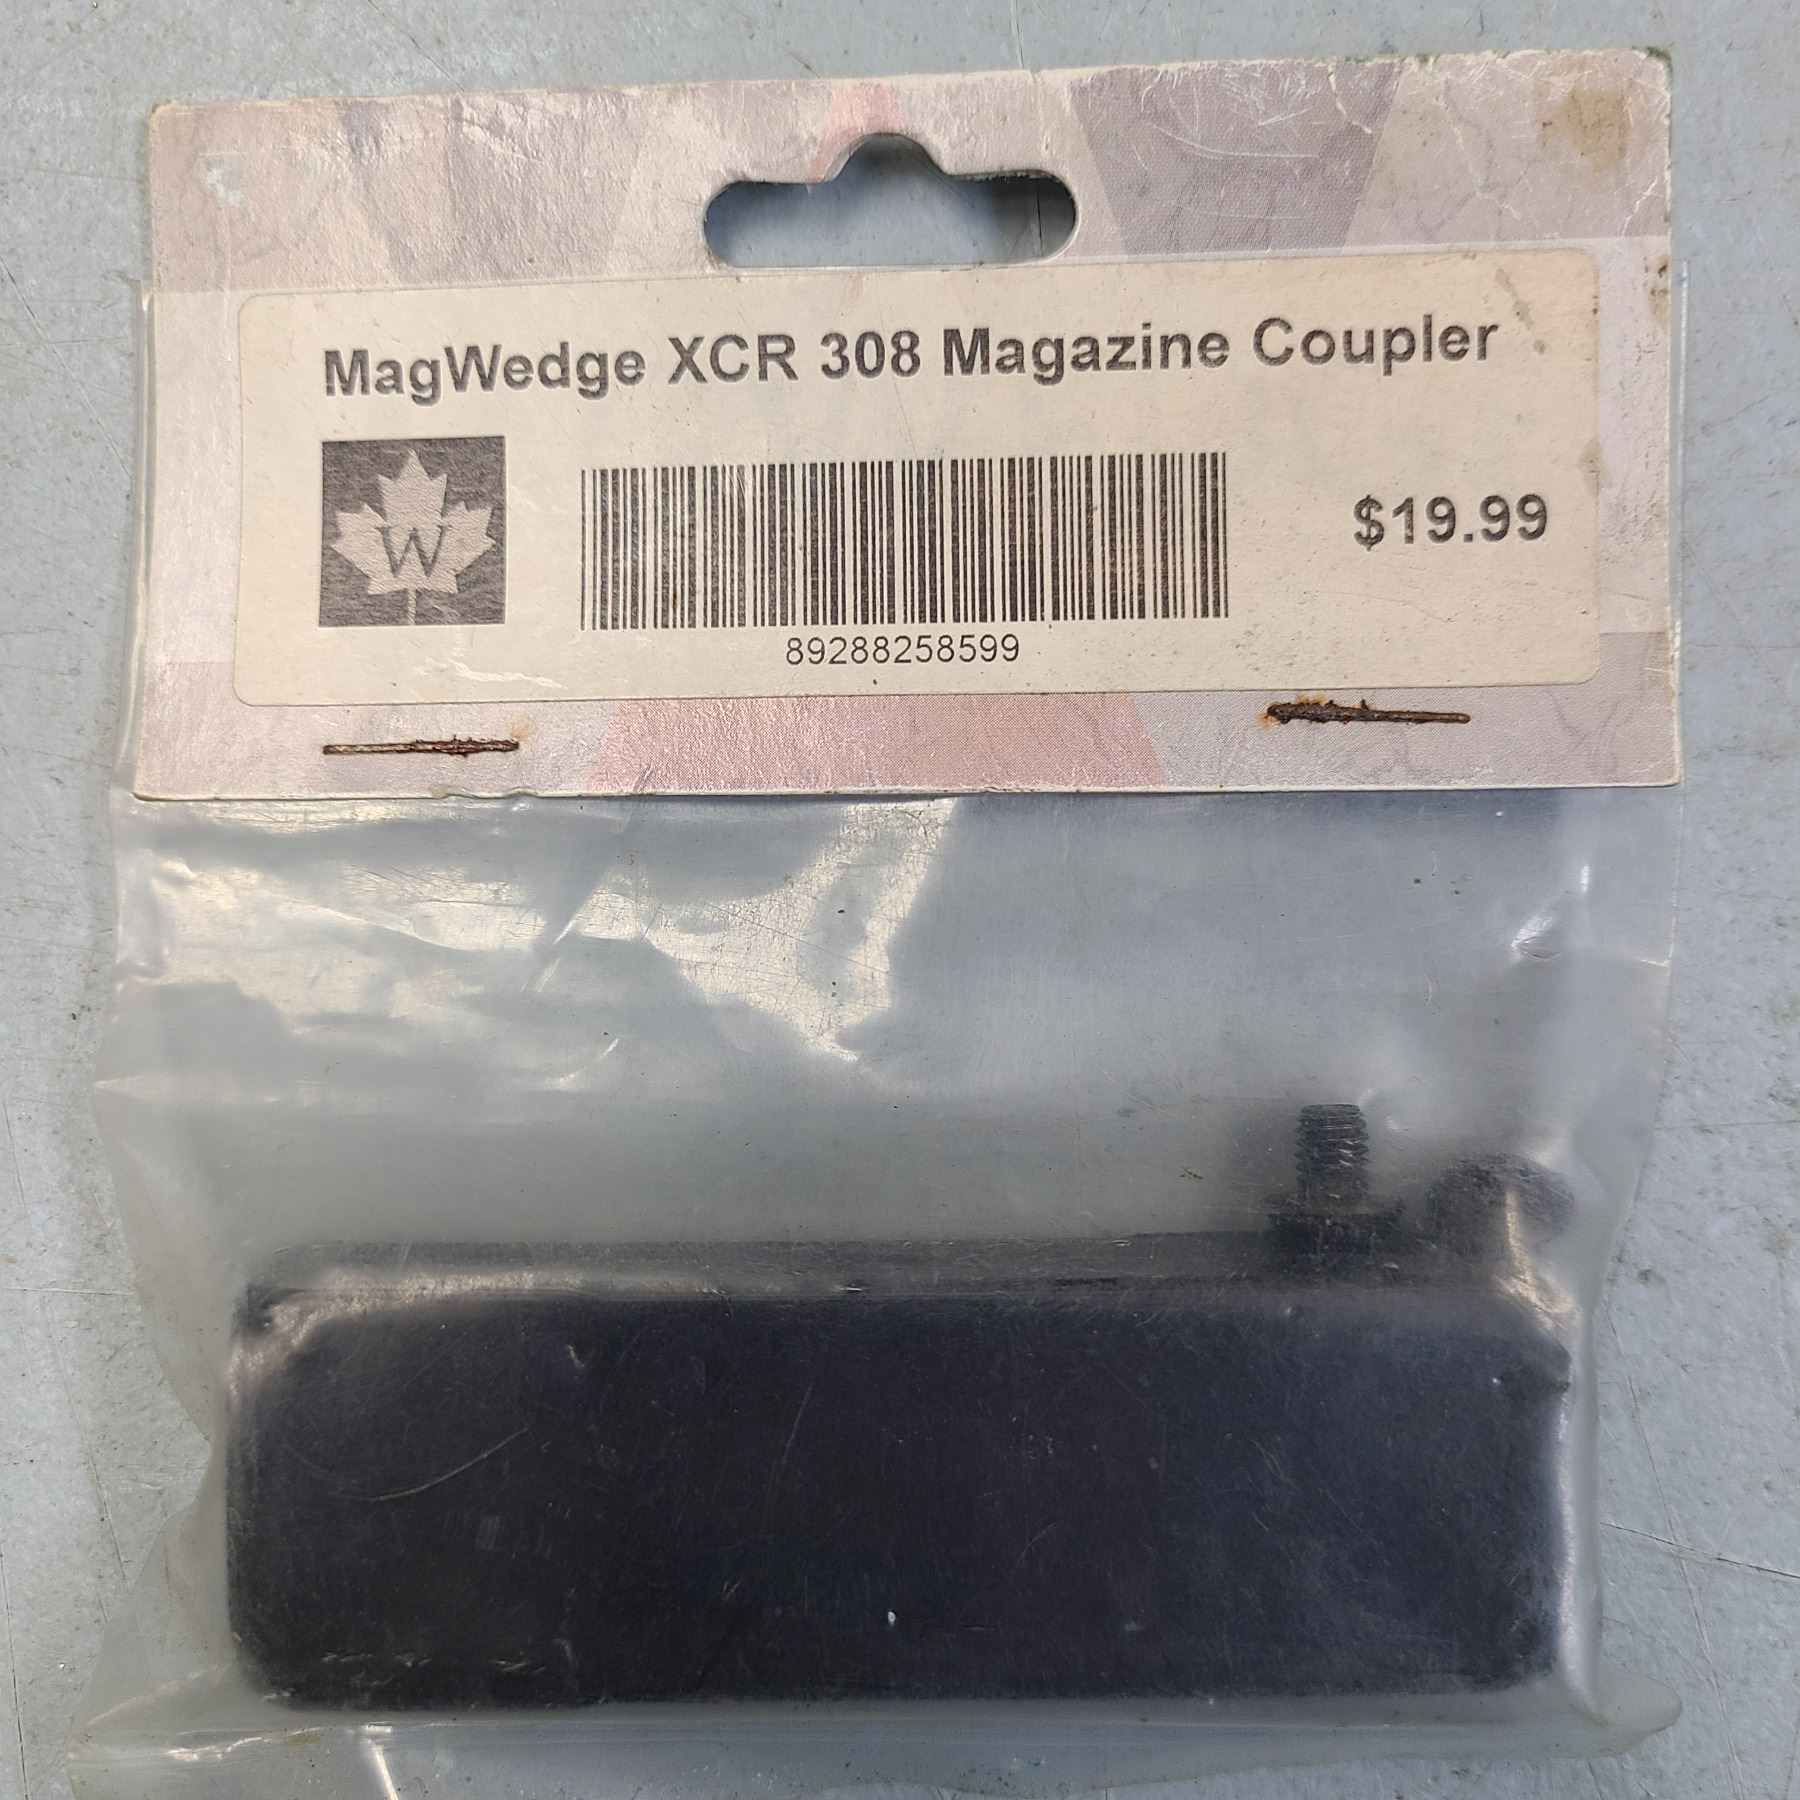 MagWedge XCR 308 Magazine Coupler
W
$19.99
89288258599